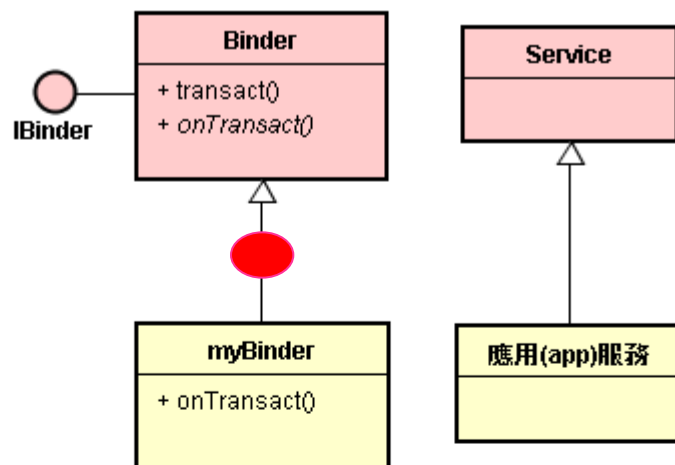 Binder
+ transact()
+ onTransact()
IBinder
Service
myBinder
+ onTransact()
應用(app)服務